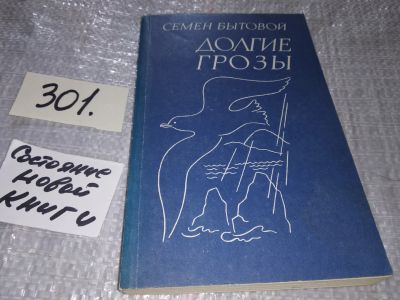 СЕМЕН БЫТОВОЙ
ДОЛГИЕ
ГРОЗЫ
301.
Состояние
новой
книги